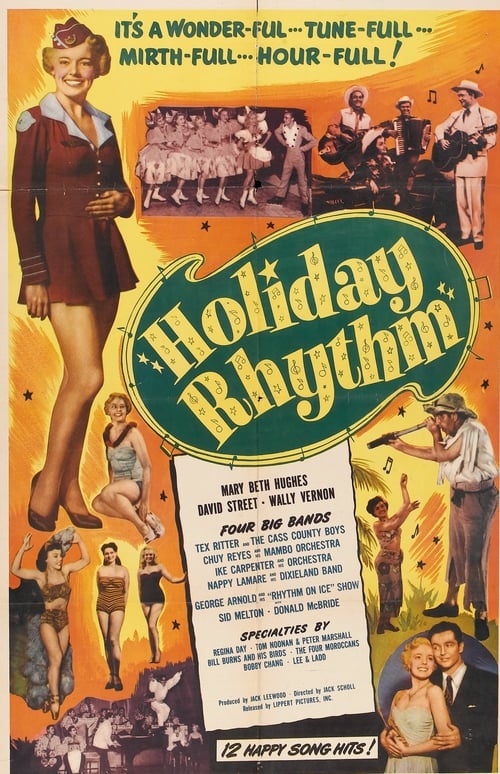 IT'S A WONDER-FUL... TUNE-FULL...
MIRTH-FULL... HOUR-FULL!
Holiday
Rhythm
MARY BETH HUGHES
DAVID STREET • WALLY VERNON
FOUR BIG BANDS
TEX RITTER AND THE CASS COUNTY BOYS
CHUY REYES AND HIS MAMBO ORCHESTRA
IKE CARPENTER AND HIS ORCHESTRA
NAPPY LAMARE AND HIS DIXIELAND BAND
GEORGE ARNOLD AND HIS "RHYTHM ON ICE" SHOW
SID MELTON • DONALD McBRIDE
SPECIALTIES BY
REGINA DAY • TOM NOONAN & PETER MARSHALL
BILL BURNS AND HIS BIRDS • THE FOUR MOROCCANS
BOBBY CHANG • LEE & LADO
Produced by JACK LEEWOOD • Directed by JACK SCHOLL
Released by LIPPERT PICTURES, INC.
12 HAPPY SONG HITS!